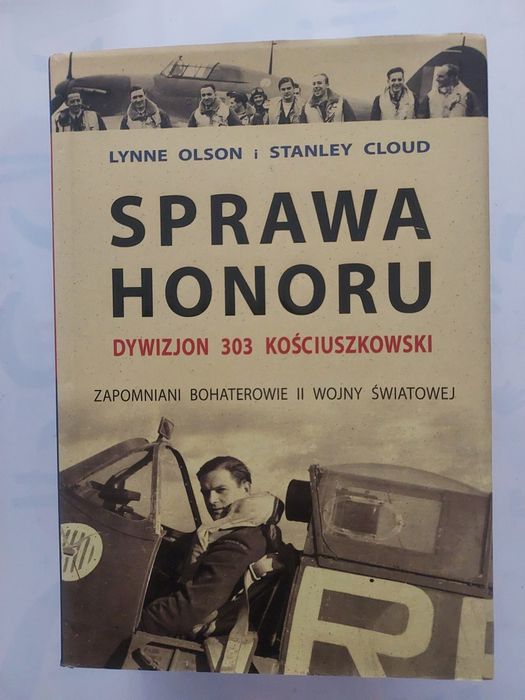 LYNNE OLSON i STANLEY CLOUD
SPRAWA
HONORU
DYWIZJON 303 KOŚCIUSZKOWSKI
ZAPOMNIANI BOHATEROWIE II WOJNY ŚWIATOWEJ
R